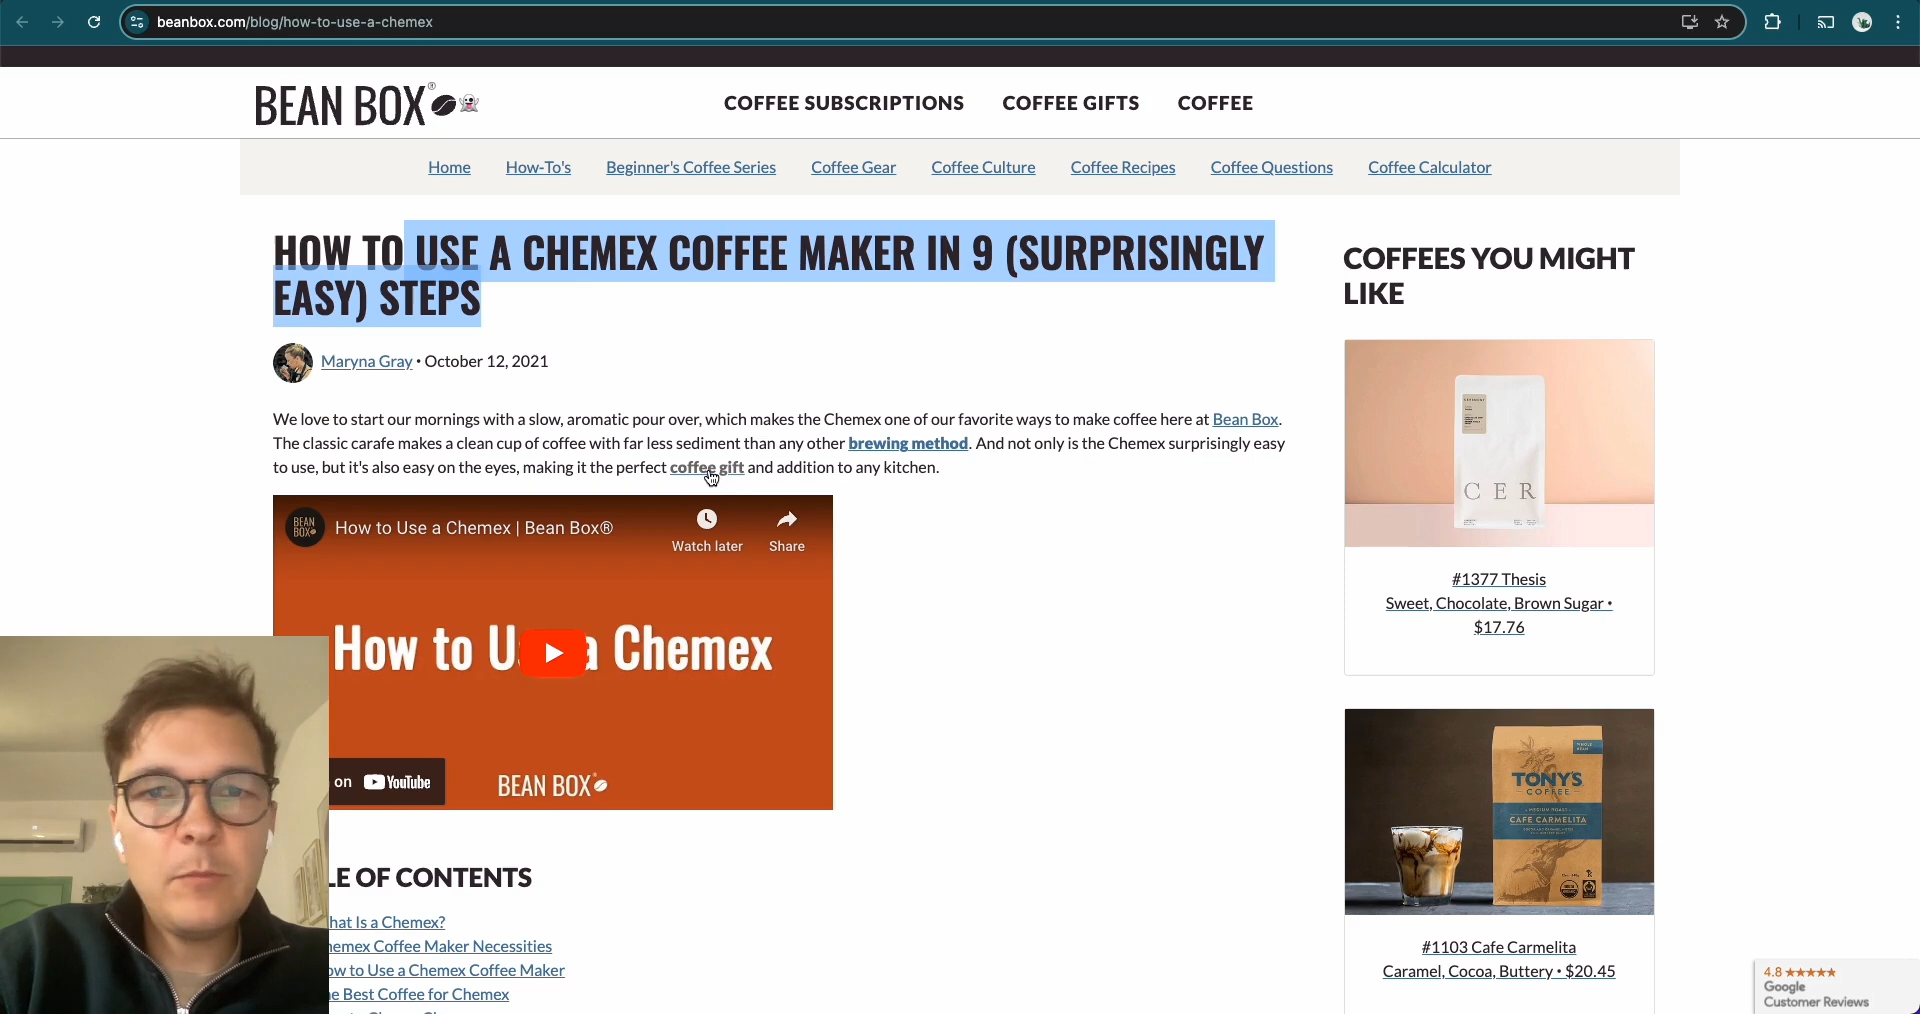 beanbox.com/blog/how-to-use-a-chemex
BEAN BOX®
COFFEE SUBSCRIPTIONS
COFFEE GIFTS
COFFEE
Home
How-To's
Beginner's Coffee Series
Coffee Gear
Coffee Culture
Coffee Recipes
Coffee Questions
Coffee Calculator
HOW TO USE A CHEMEX COFFEE MAKER IN 9 (SURPRISINGLY
EASY) STEPS
Maryna Gray • October 12, 2021
We love to start our mornings with a slow, aromatic pour over, which makes the Chemex one of our favorite ways to make coffee here at Bean Box.
The classic carafe makes a clean cup of coffee with far less sediment than any other brewing method. And not only is the Chemex surprisingly easy
to use, but it's also easy on the eyes, making it the perfect coffee gift and addition to any kitchen.
BEAN
BOX
How to Use a Chemex | Bean Box®
Watch later
Share
How to U a Chemex
on YouTube
BEAN BOX®
LE OF CONTENTS
hat Is a Chemex?
emex Coffee Maker Necessities
ow to Use a Chemex Coffee Maker
e Best Coffee for Chemex
COFFEES YOU MIGHT
LIKE
CER
#1377 Thesis
Sweet, Chocolate, Brown Sugar •
$17.76
WHOLE
BEAN
TONY'S
COFFEE
MEDIUM ROAST
CAFE CARMELITA
#1103 Cafe Carmelita
Caramel, Cocoa, Buttery • $20.45
4.8 ★★★★★
Google
Customer Reviews